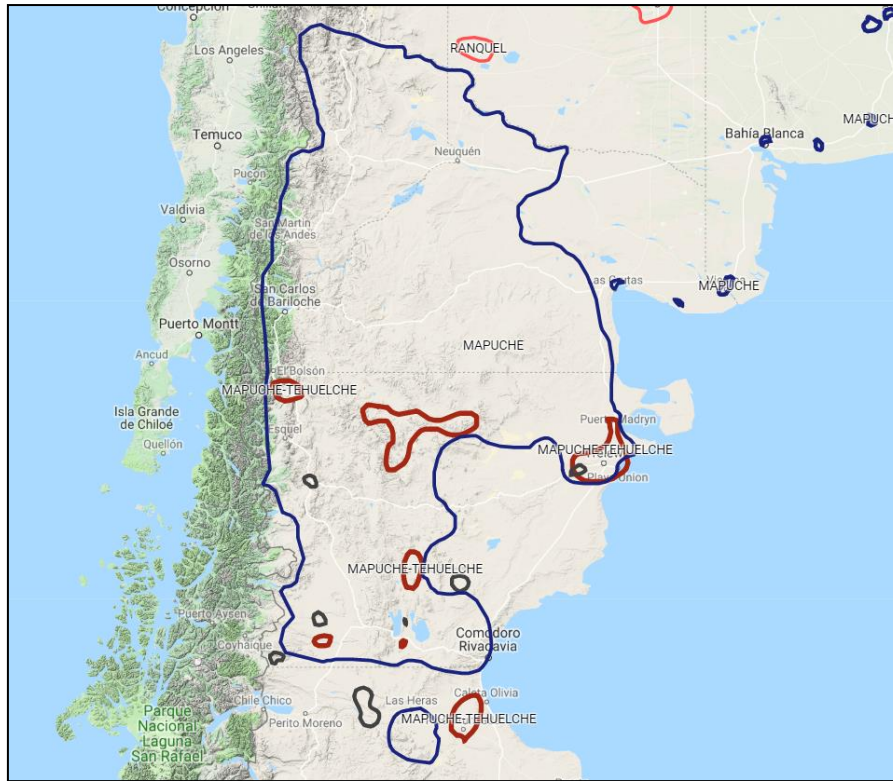 Concepción
Los Ángeles
RANQUEL
Temuco
MAPUCHE
Bahía Blanca
Neuquén
Pucón
Valdivia
San Martín
de los Andes
Osorno
Las Grutas
San Carlos
de Bariloche
MAPUCHE
Puerto Montt
MAPUCHE
Ancud
El Bolsón
MAPUCHE-TEHUELCHE
Isla Grande
de Chiloé
Esquel
Puerto Madryn
Quellón
MAPUCHE-TEHUELCHE
Playa Unión
MAPUCHE-TEHUELCHE
Puerto Aysen
Comodoro
Rivadavia
Coyhaique
Chile Chico
Las Heras
Caleta Olivia
Perito Moreno
MAPUCHE-TEHUELCHE
Parque
Nacional
Laguna
San Rafael